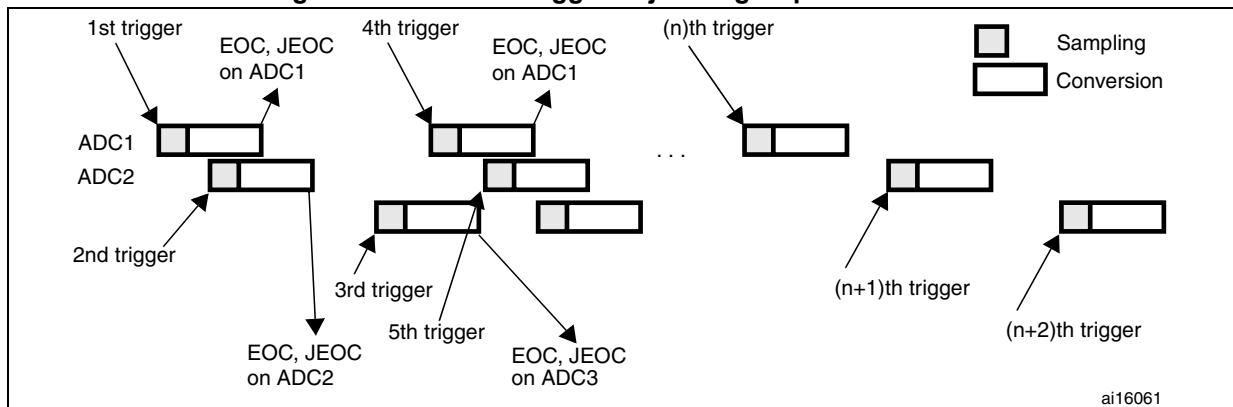 1st trigger
EOC, JEOC
on ADC1
4th trigger
EOC, JEOC
on ADC1
(n)th trigger
Sampling
Conversion
ADC1
ADC2
. . .
2nd trigger
3rd trigger
5th trigger
(n+1)th trigger
(n+2)th trigger
EOC, JEOC
on ADC2
EOC, JEOC
on ADC3
ai16061